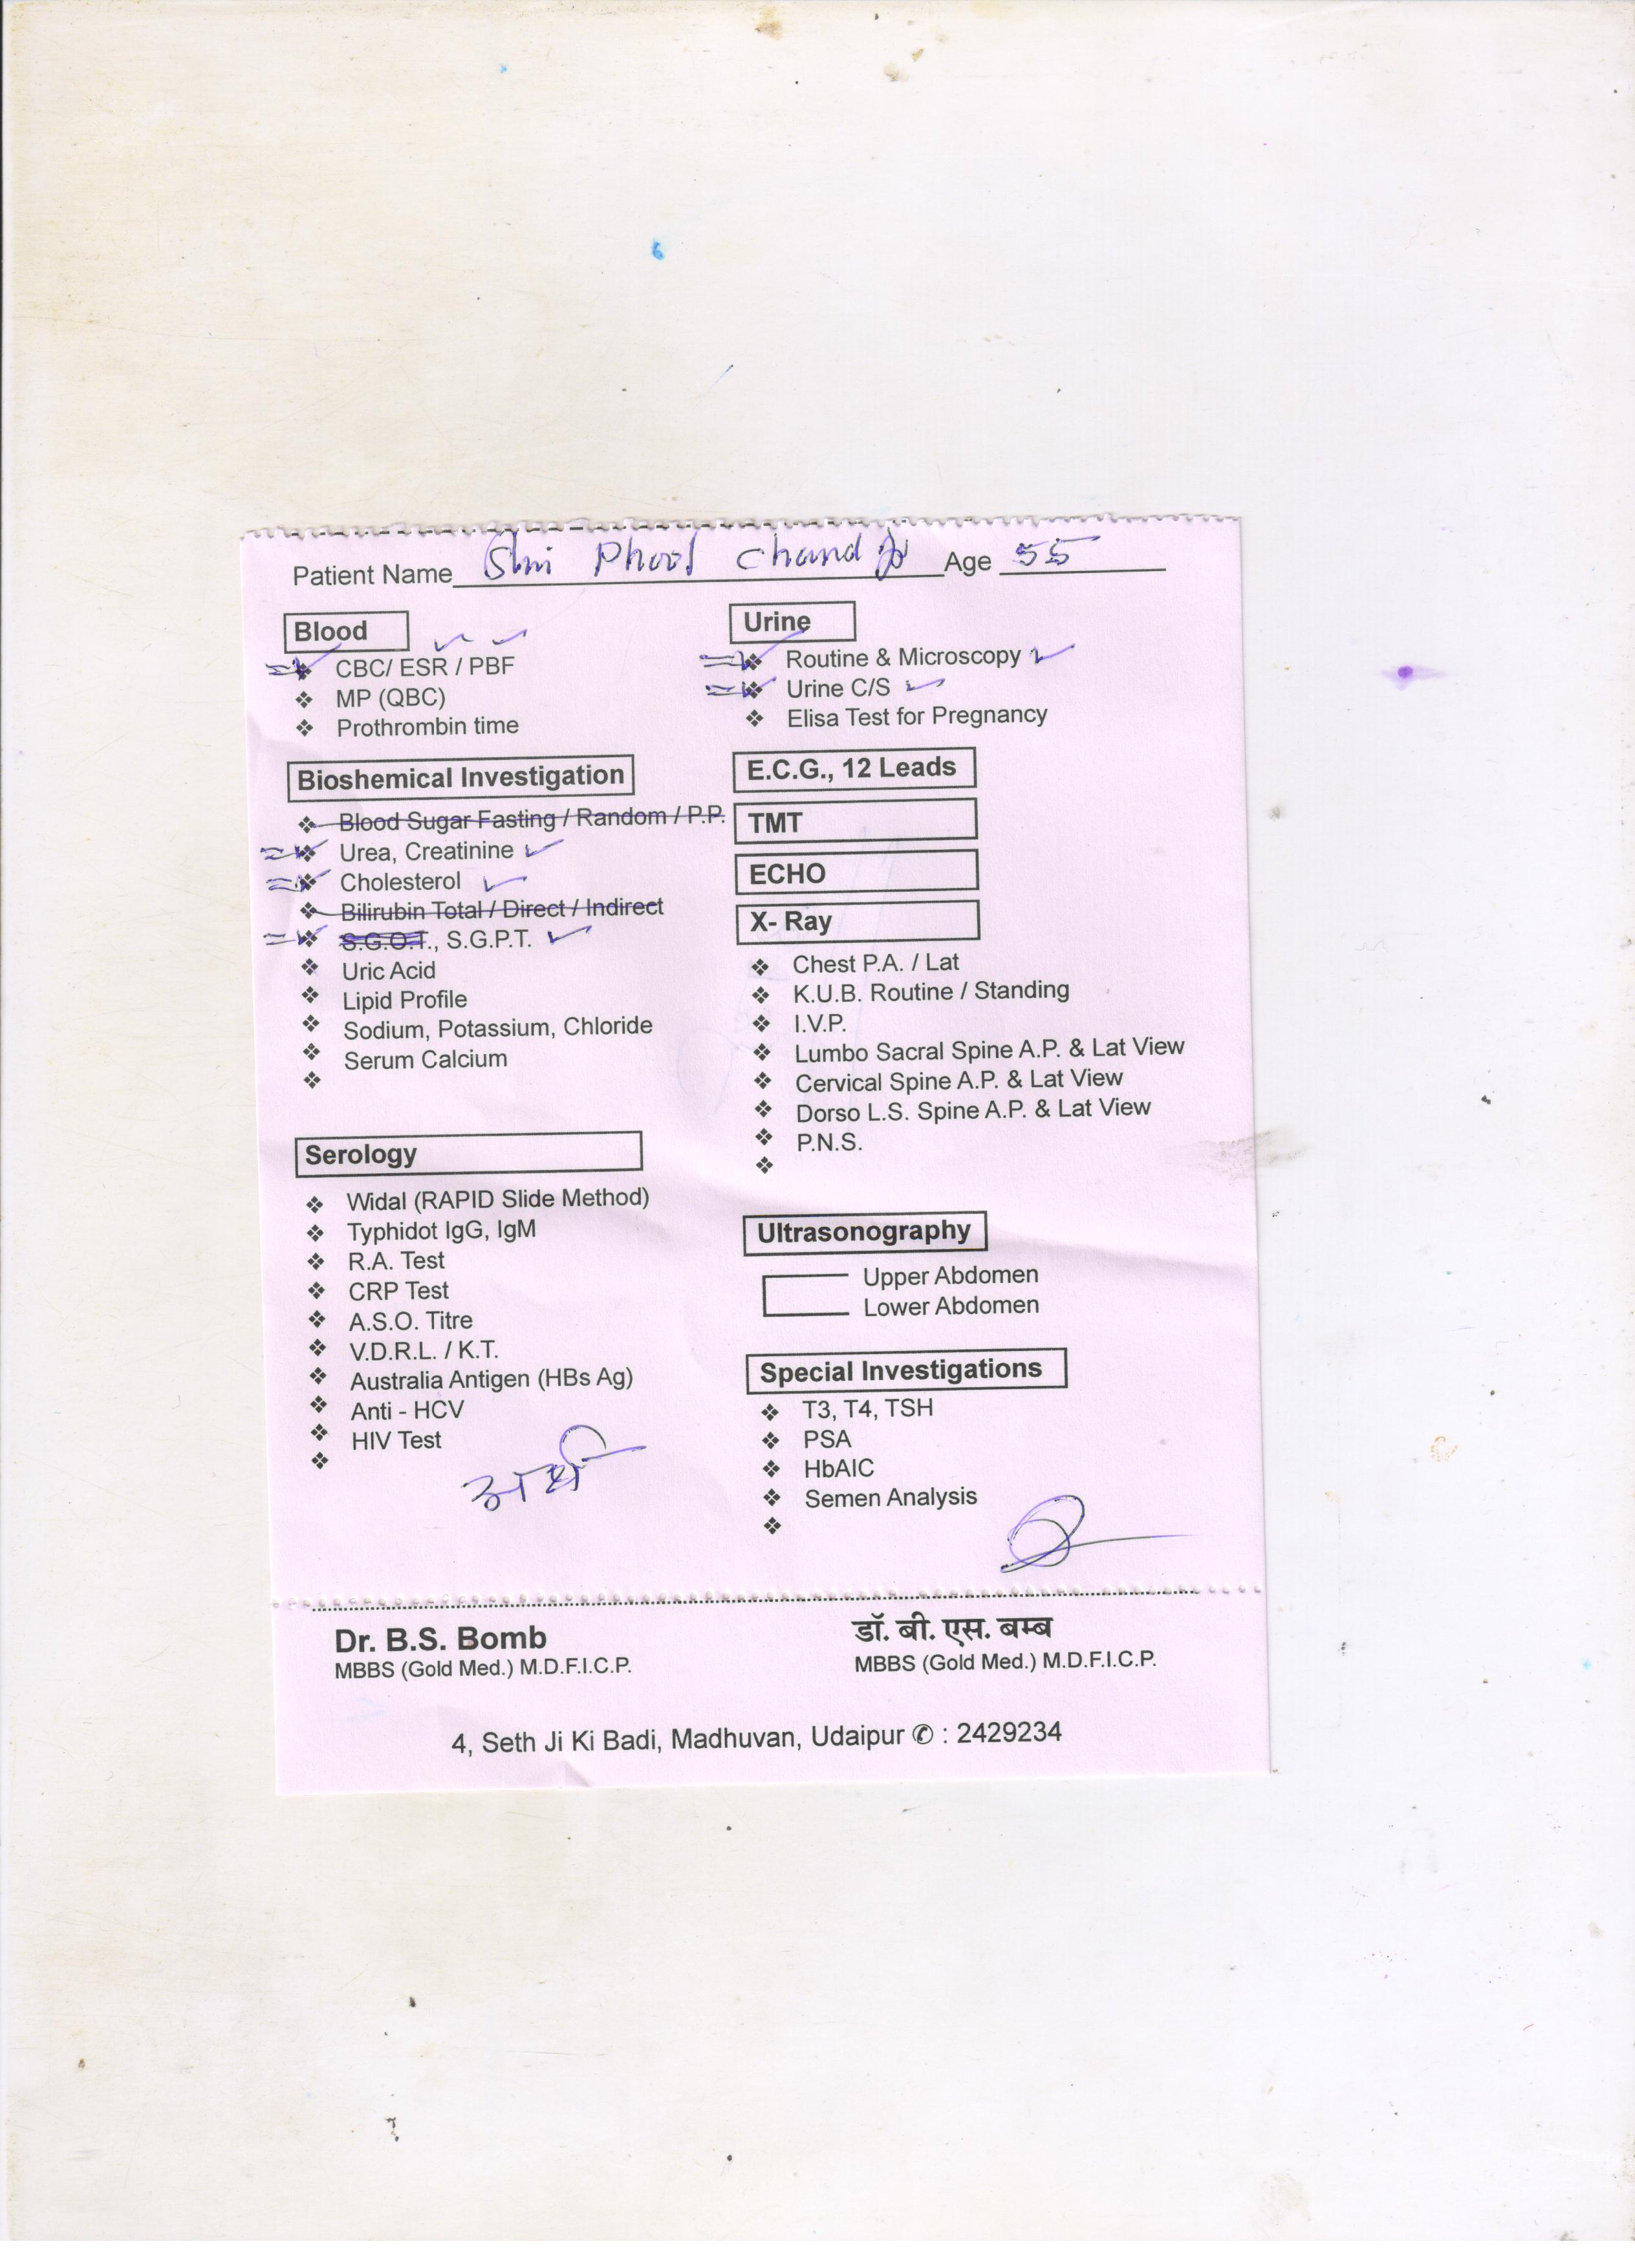 Patient Name Shri Phool Chand Ji Age 55
Blood
CBC/ ESR / PBF
MP (QBC)
Prothrombin time
Bioshemical Investigation
Blood Sugar Fasting / Random / P.P.
Urea, Creatinine
Cholesterol
Bilirubin Total / Direct / Indirect
S.G.O.T., S.G.P.T.
Uric Acid
Lipid Profile
Sodium, Potassium, Chloride
Serum Calcium
Serology
Widal (RAPID Slide Method)
Typhidot IgG, IgM
R.A. Test
CRP Test
A.S.O. Titre
V.D.R.L. / K.T.
Australia Antigen (HBs Ag)
Anti - HCV
HIV Test
Urine
Routine & Microscopy
Urine C/S
Elisa Test for Pregnancy
E.C.G., 12 Leads
TMT
ECHO
X- Ray
Chest P.A. / Lat
K.U.B. Routine / Standing
I.V.P.
Lumbo Sacral Spine A.P. & Lat View
Cervical Spine A.P. & Lat View
Dorso L.S. Spine A.P. & Lat View
P.N.S.
Ultrasonography
Upper Abdomen
Lower Abdomen
Special Investigations
T3, T4, TSH
PSA
HbAIC
Semen Analysis
Dr. B.S. Bomb
MBBS (Gold Med.) M.D.F.I.C.P.
डॉ. बी. एस. बम्ब
MBBS (Gold Med.) M.D.F.I.C.P.
4, Seth Ji Ki Badi, Madhuvan, Udaipur ✆ : 2429234